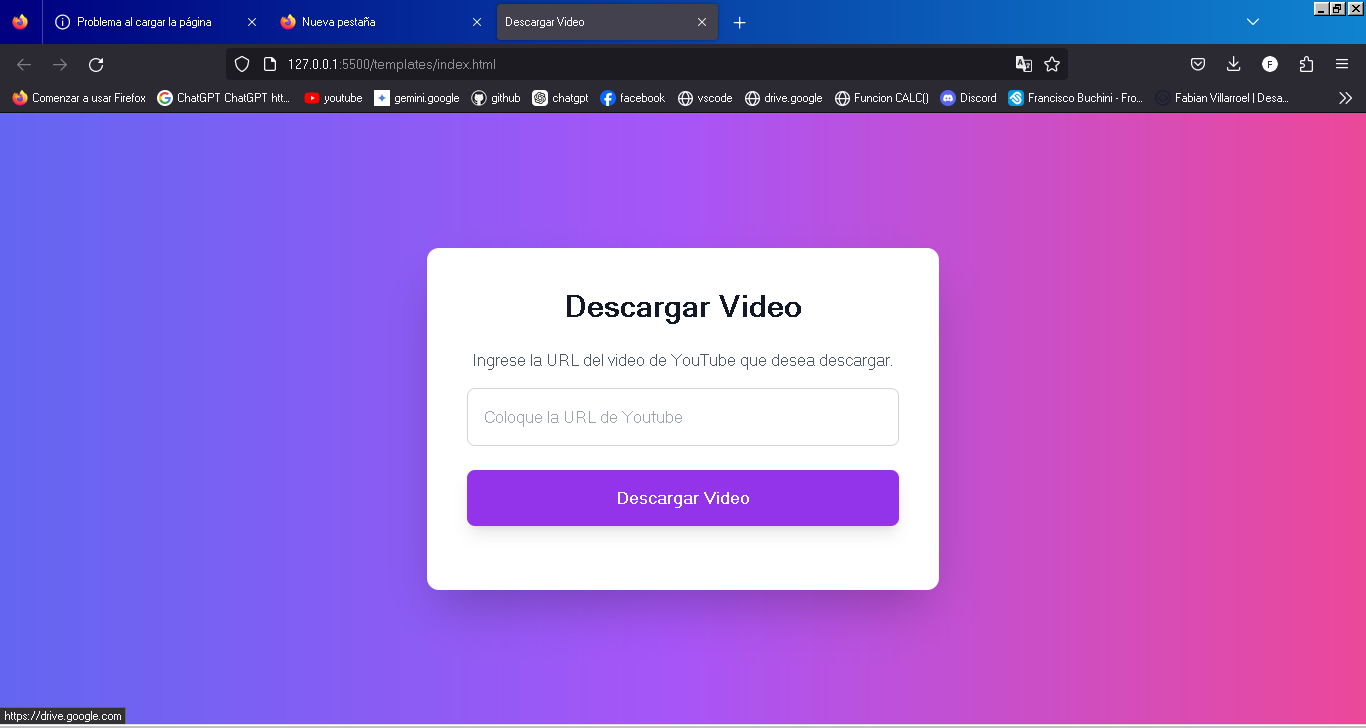 Problema al cargar la página
Nueva pestaña
Descargar Video
127.0.0.1:5500/templates/index.html
F
Comenzar a usar Firefox
ChatGPT ChatGPT htt...
youtube
gemini.google
github
chatgpt
facebook
vscode
drive.google
Funcion CALC()
Discord
Francisco Buchini - Fro...
Fabian Villarroel | Desa...
Descargar Video
Ingrese la URL del video de YouTube que desea descargar.
Coloque la URL de Youtube
Descargar Video
https://drive.google.com